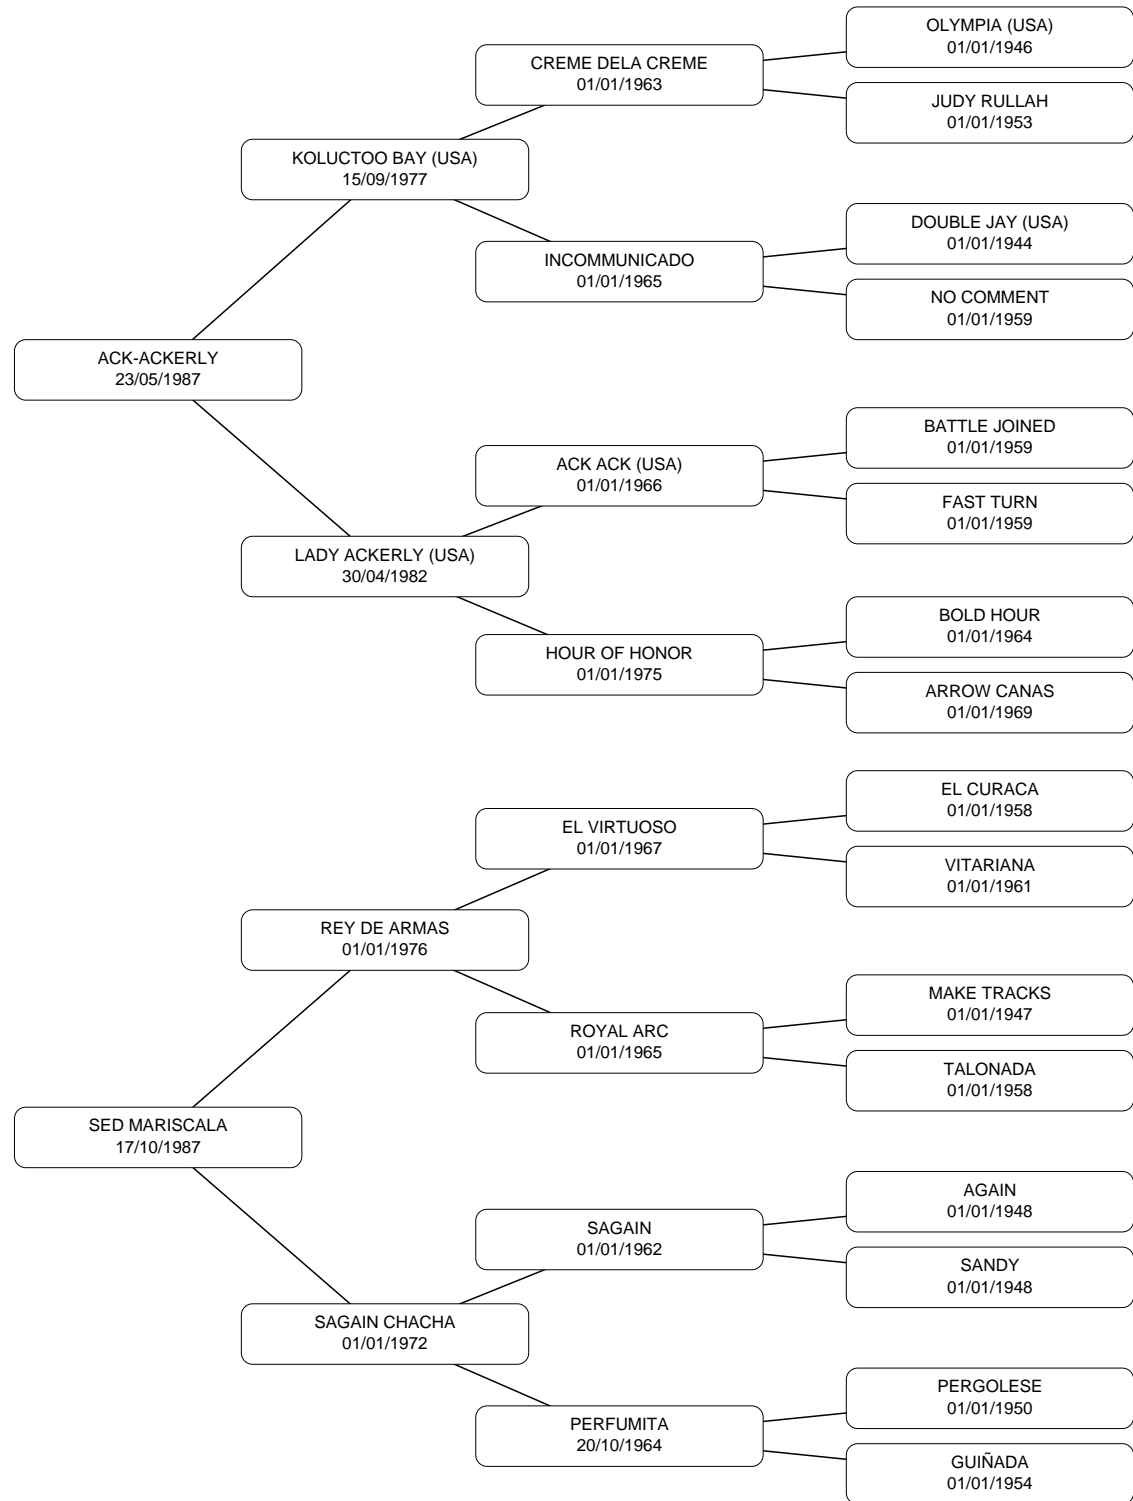 OLYMPIA (USA)
01/01/1946
CREME DELA CREME
01/01/1963
JUDY RULLAH
01/01/1953
KOLUCTOO BAY (USA)
15/09/1977
DOUBLE JAY (USA)
01/01/1944
INCOMMUNICADO
01/01/1965
NO COMMENT
01/01/1959
ACK-ACKERLY
23/05/1987
BATTLE JOINED
01/01/1959
ACK ACK (USA)
01/01/1966
FAST TURN
01/01/1959
LADY ACKERLY (USA)
30/04/1982
BOLD HOUR
01/01/1964
HOUR OF HONOR
01/01/1975
ARROW CANAS
01/01/1969
EL CURACA
01/01/1958
EL VIRTUOSO
01/01/1967
VITARIANA
01/01/1961
REY DE ARMAS
01/01/1976
MAKE TRACKS
01/01/1947
ROYAL ARC
01/01/1965
TALONADA
01/01/1958
SED MARISCALA
17/10/1987
AGAIN
01/01/1948
SAGAIN
01/01/1962
SANDY
01/01/1948
SAGAIN CHACHA
01/01/1972
PERGOLESE
01/01/1950
PERFUMITA
20/10/1964
GUIÑADA
01/01/1954